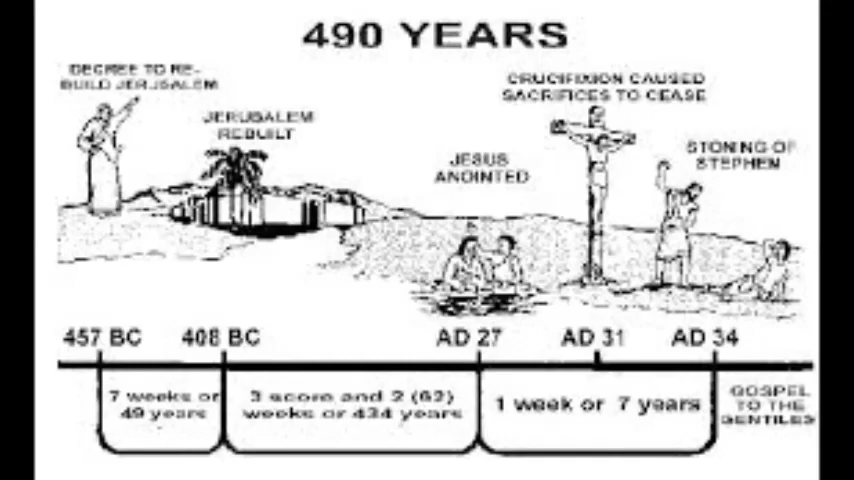 490 YEARS
DECREE TO RE-
BUILD JERUSALEM
JERUSALEM
REBUILT
JESUS
ANOINTED
CRUCIFIXION CAUSED
SACRIFICES TO CEASE
STONING OF
STEPHEN
457 BC
408 BC
AD 27
AD 31
AD 34
7 weeks or
49 years
3 score and 2 (62)
weeks or 434 years
1 week or 7 years
GOSPEL
TO THE
GENTILES